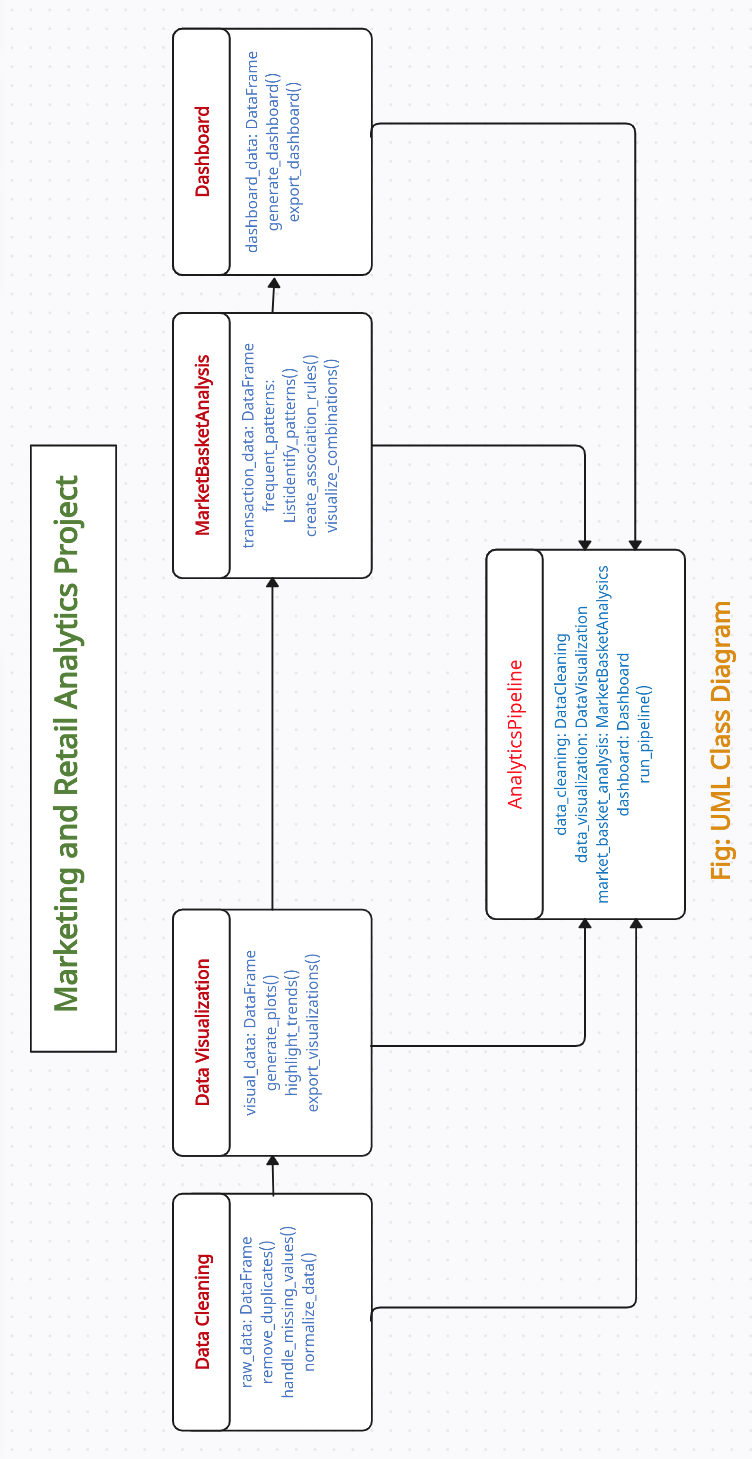 Marketing and Retail Analytics Project
Data Cleaning
raw_data: DataFrame
remove_duplicates()
handle_missing_values()
normalize_data()
Data Visualization
visual_data: DataFrame
generate_plots()
highlight_trends()
export_visualizations()
MarketBasketAnalysis
transaction_data: DataFrame
frequent_patterns:
Listidentify_patterns()
create_association_rules()
visualize_combinations()
Dashboard
dashboard_data: DataFrame
generate_dashboard()
export_dashboard()
AnalyticsPipeline
data_cleaning: DataCleaning
data_visualization: DataVisualization
market_basket_analysis: MarketBasketAnalysics
dashboard: Dashboard
run_pipeline()
Fig: UML Class Diagram